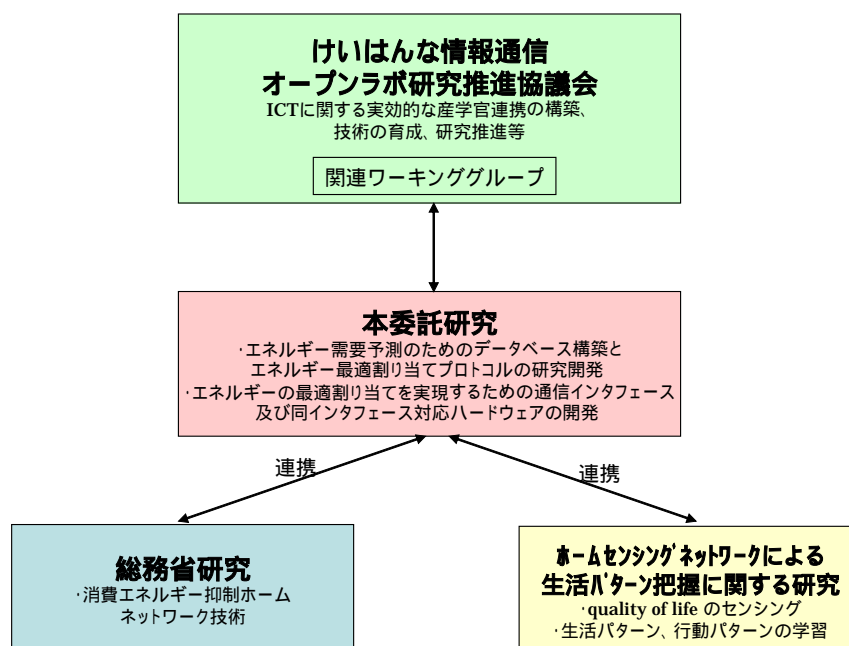 けいはんな情報通信
オープンラボ研究推進協議会
ICTに関する実効的な産学官連携の構築、
技術の育成、研究推進等
関連ワーキンググループ
本委託研究
・エネルギー需要予測のためのデータベース構築と
エネルギー最適割り当てプロトコルの研究開発
・エネルギーの最適割り当てを実現するための通信インタフェース
及び同インタフェース対応ハードウェアの開発
連携
連携
総務省研究
・消費エネルギー抑制ホーム
ネットワーク技術
ホームセンシングネットワークによる
生活パターン把握に関する研究
・quality of life のセンシング
・生活パターン、行動パターンの学習